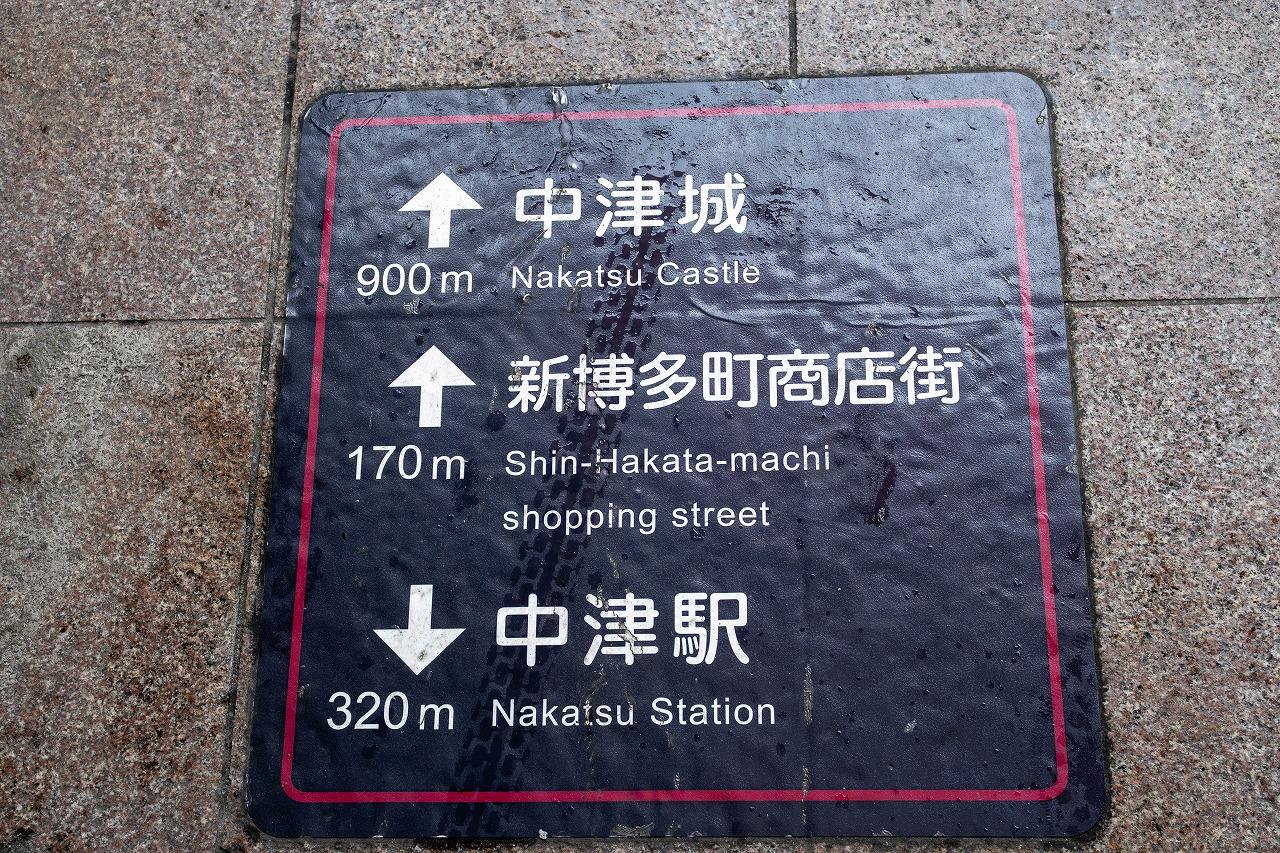 中津城
900m Nakatsu Castle
新博多町商店街
170m Shin-Hakata-machi
shopping street
中津駅
320m Nakatsu Station